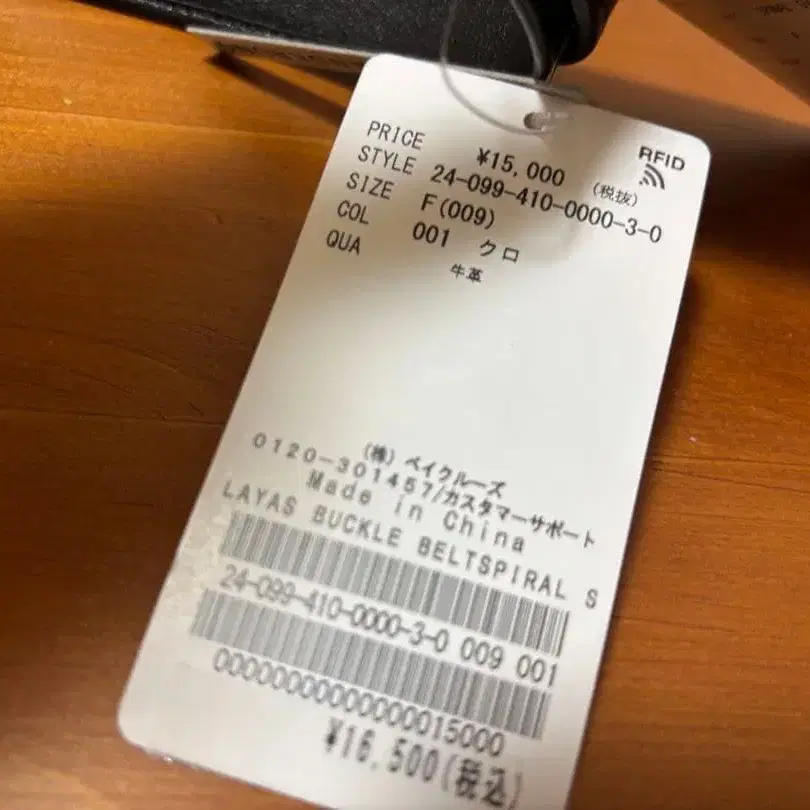 PRICE ¥15,000 (税抜)
RFID
STYLE 24-099-410-0000-3-0
SIZE F(009)
COL 001 クロ
QUA 牛革
(株) ベイクルーズ
0120-301457/カスタマーサポート
Made in China
LAYAS BUCKLE BELTSPIRAL S
24-099-410-0000-3-0 009 001
0000000000000015000
¥16,500(税込)